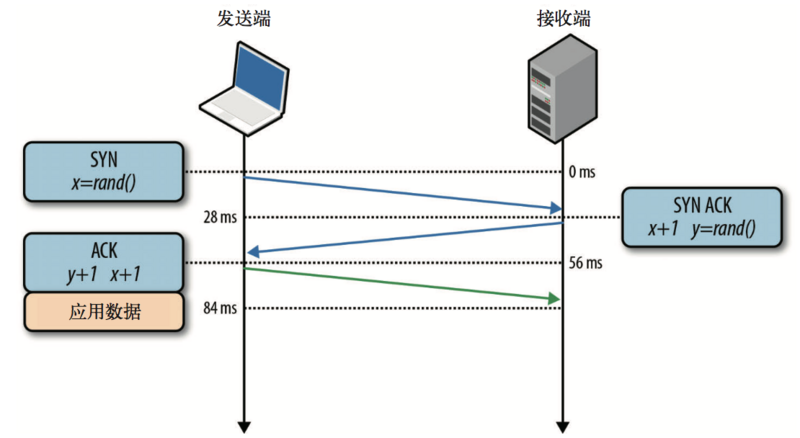 发送端
接收端
SYN
x=rand()
0 ms
28 ms
SYN ACK
x+1 y=rand()
ACK
y+1 x+1
56 ms
应用数据
84 ms